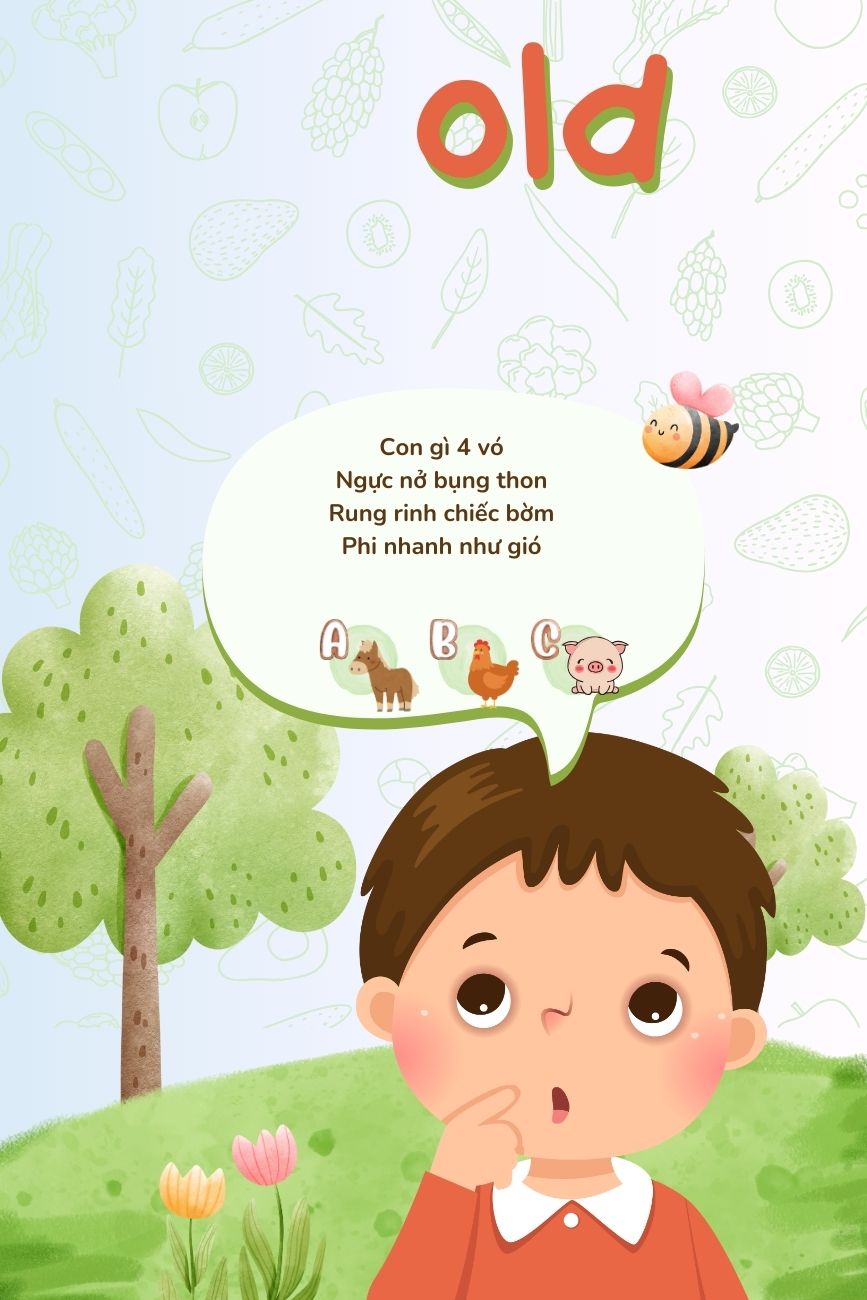 old
Con gì 4 vó
Ngực nở bụng thon
Rung rinh chiếc bờm
Phi nhanh như gió
A B C